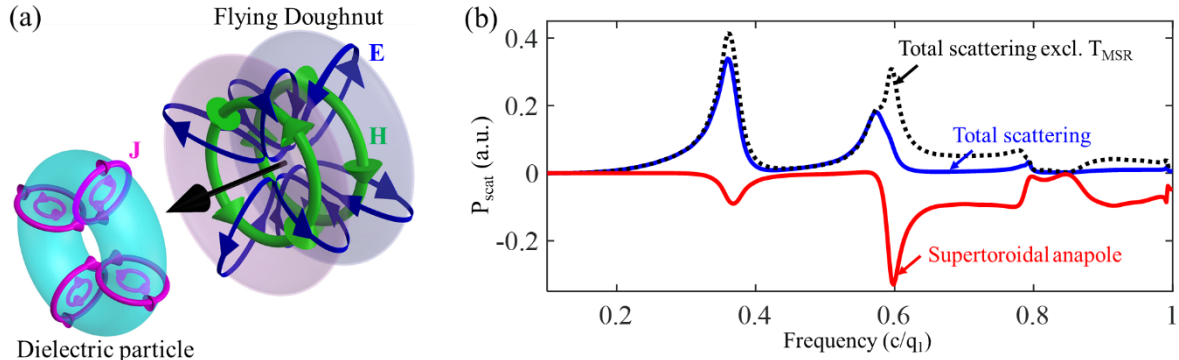 (a)
Flying Doughnut
E
H
J
Dielectric particle
(b)
P_scat (a.u.)
0.4
0.2
0
-0.2
Total scattering excl. T_MSR
Total scattering
Supertoroidal anapole
0.2
0.4
0.6
0.8
1
Frequency (c/q₁)